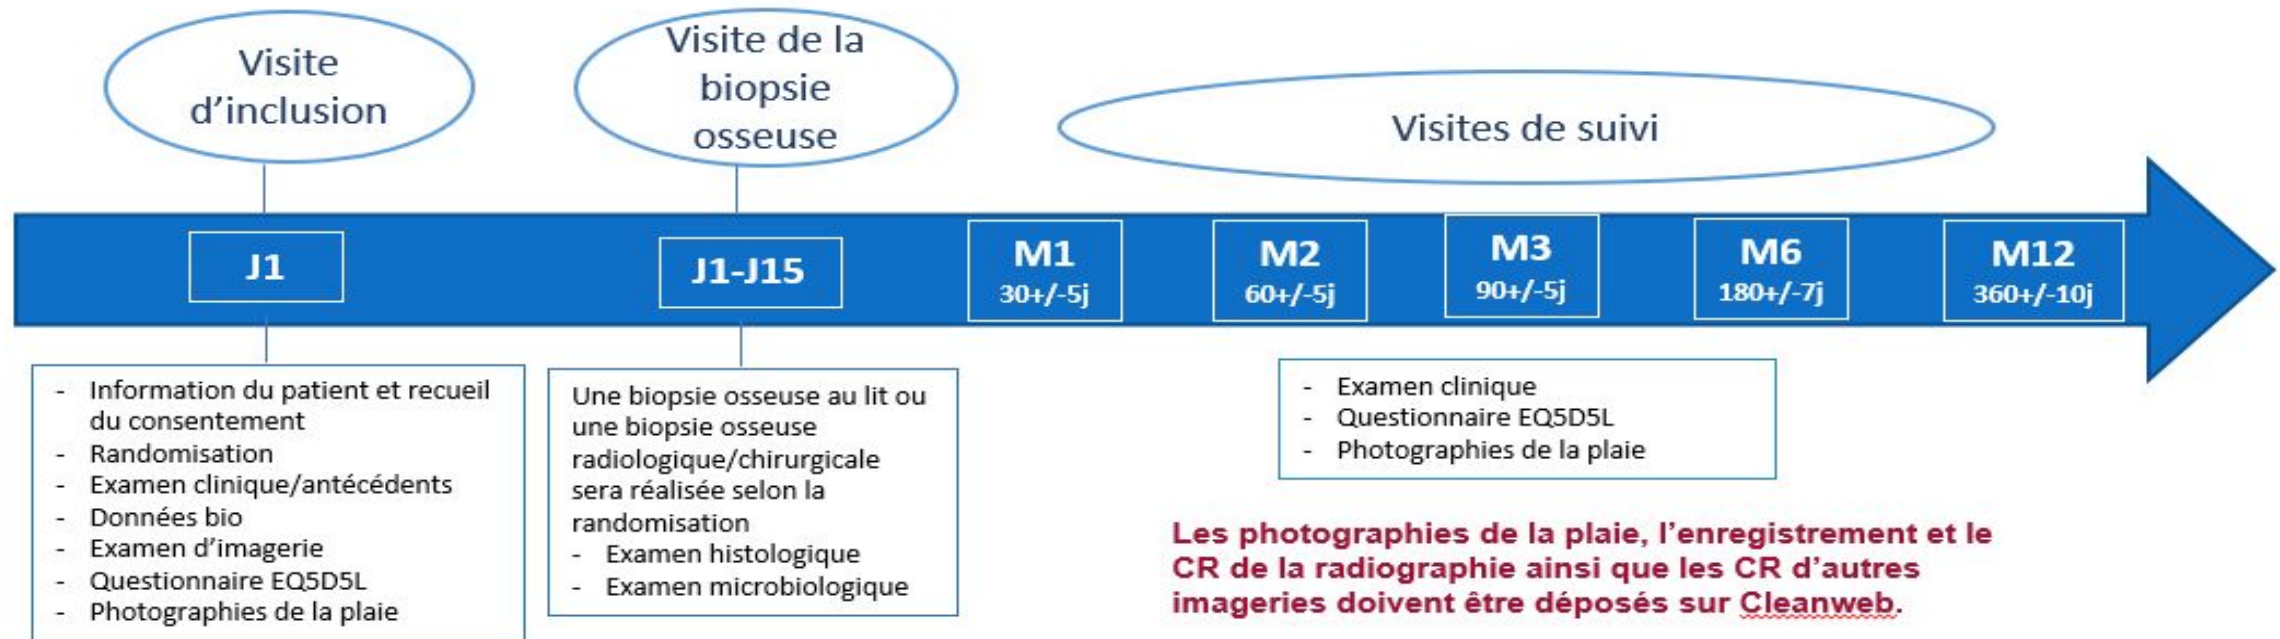 Visite
d’inclusion
Visite de la
biopsie
osseuse
Visites de suivi
J1
J1-J15
M1
30+/-5j
M2
60+/-5j
M3
90+/-5j
M6
180+/-7j
M12
360+/-10j
- Information du patient et recueil
du consentement
- Randomisation
- Examen clinique/antécédents
- Données bio
- Examen d’imagerie
- Questionnaire EQ5D5L
- Photographies de la plaie
Une biopsie osseuse au lit ou
une biopsie osseuse
radiologique/chirurgicale
sera réalisée selon la
randomisation
- Examen histologique
- Examen microbiologique
- Examen clinique
- Questionnaire EQ5D5L
- Photographies de la plaie
Les photographies de la plaie, l’enregistrement et le
CR de la radiographie ainsi que les CR d’autres
imageries doivent être déposés sur Cleanweb.